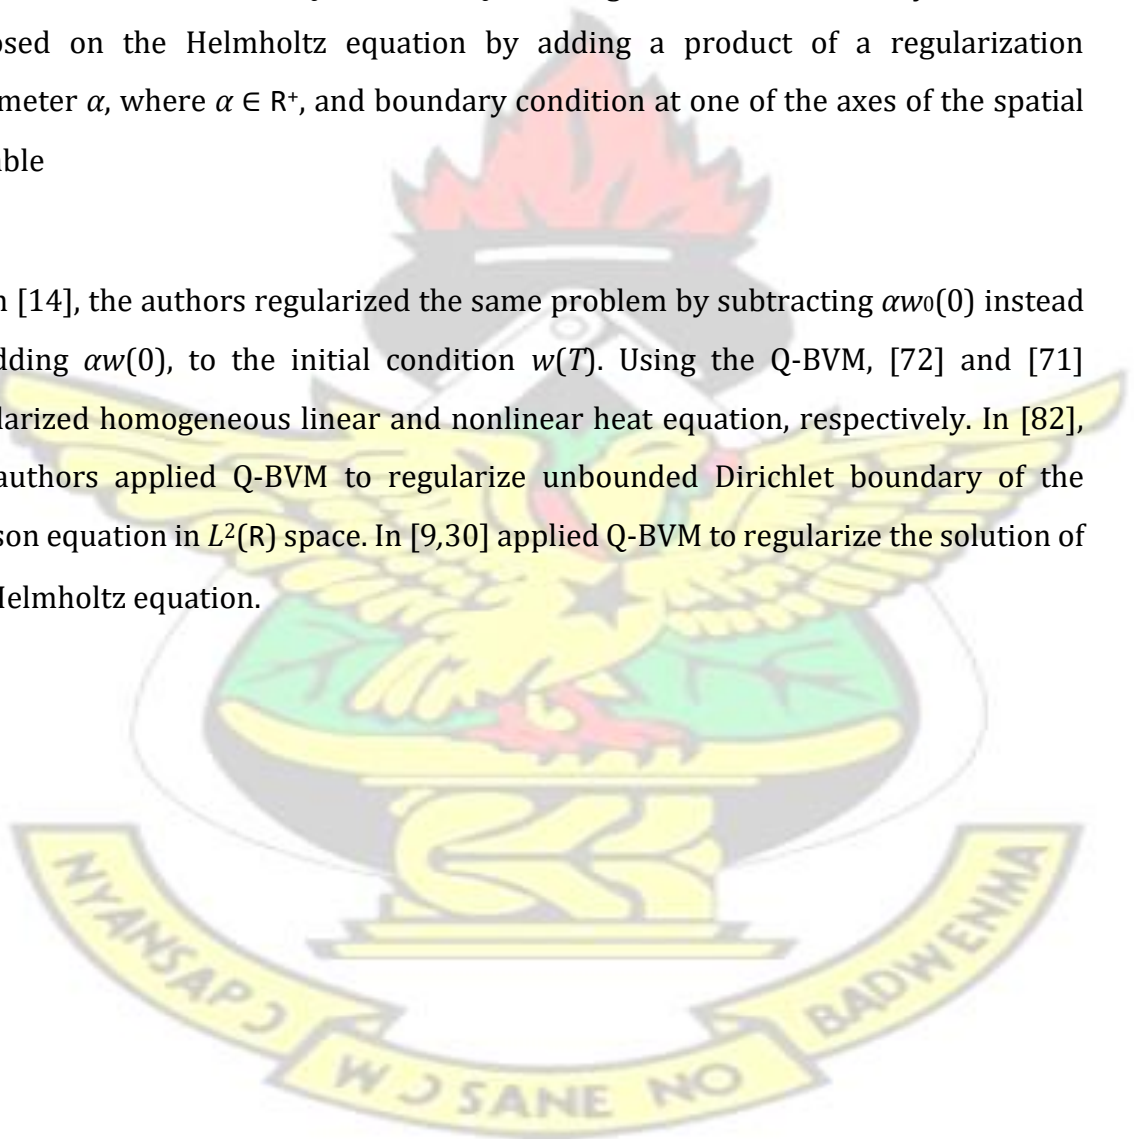 osed on the Helmholtz equation by adding a product of a regularization
meter α, where α ∈ R⁺, and boundary condition at one of the axes of the spatial
ble
n [14], the authors regularized the same problem by subtracting αw0(0) instead
dding αw(0), to the initial condition w(T). Using the Q-BVM, [72] and [71]
larized homogeneous linear and nonlinear heat equation, respectively. In [82],
authors applied Q-BVM to regularize unbounded Dirichlet boundary of the
son equation in L²(R) space. In [9,30] applied Q-BVM to regularize the solution of
Helmholtz equation.
NYANSAPƆ
WƆSANE NO
BADWENMA